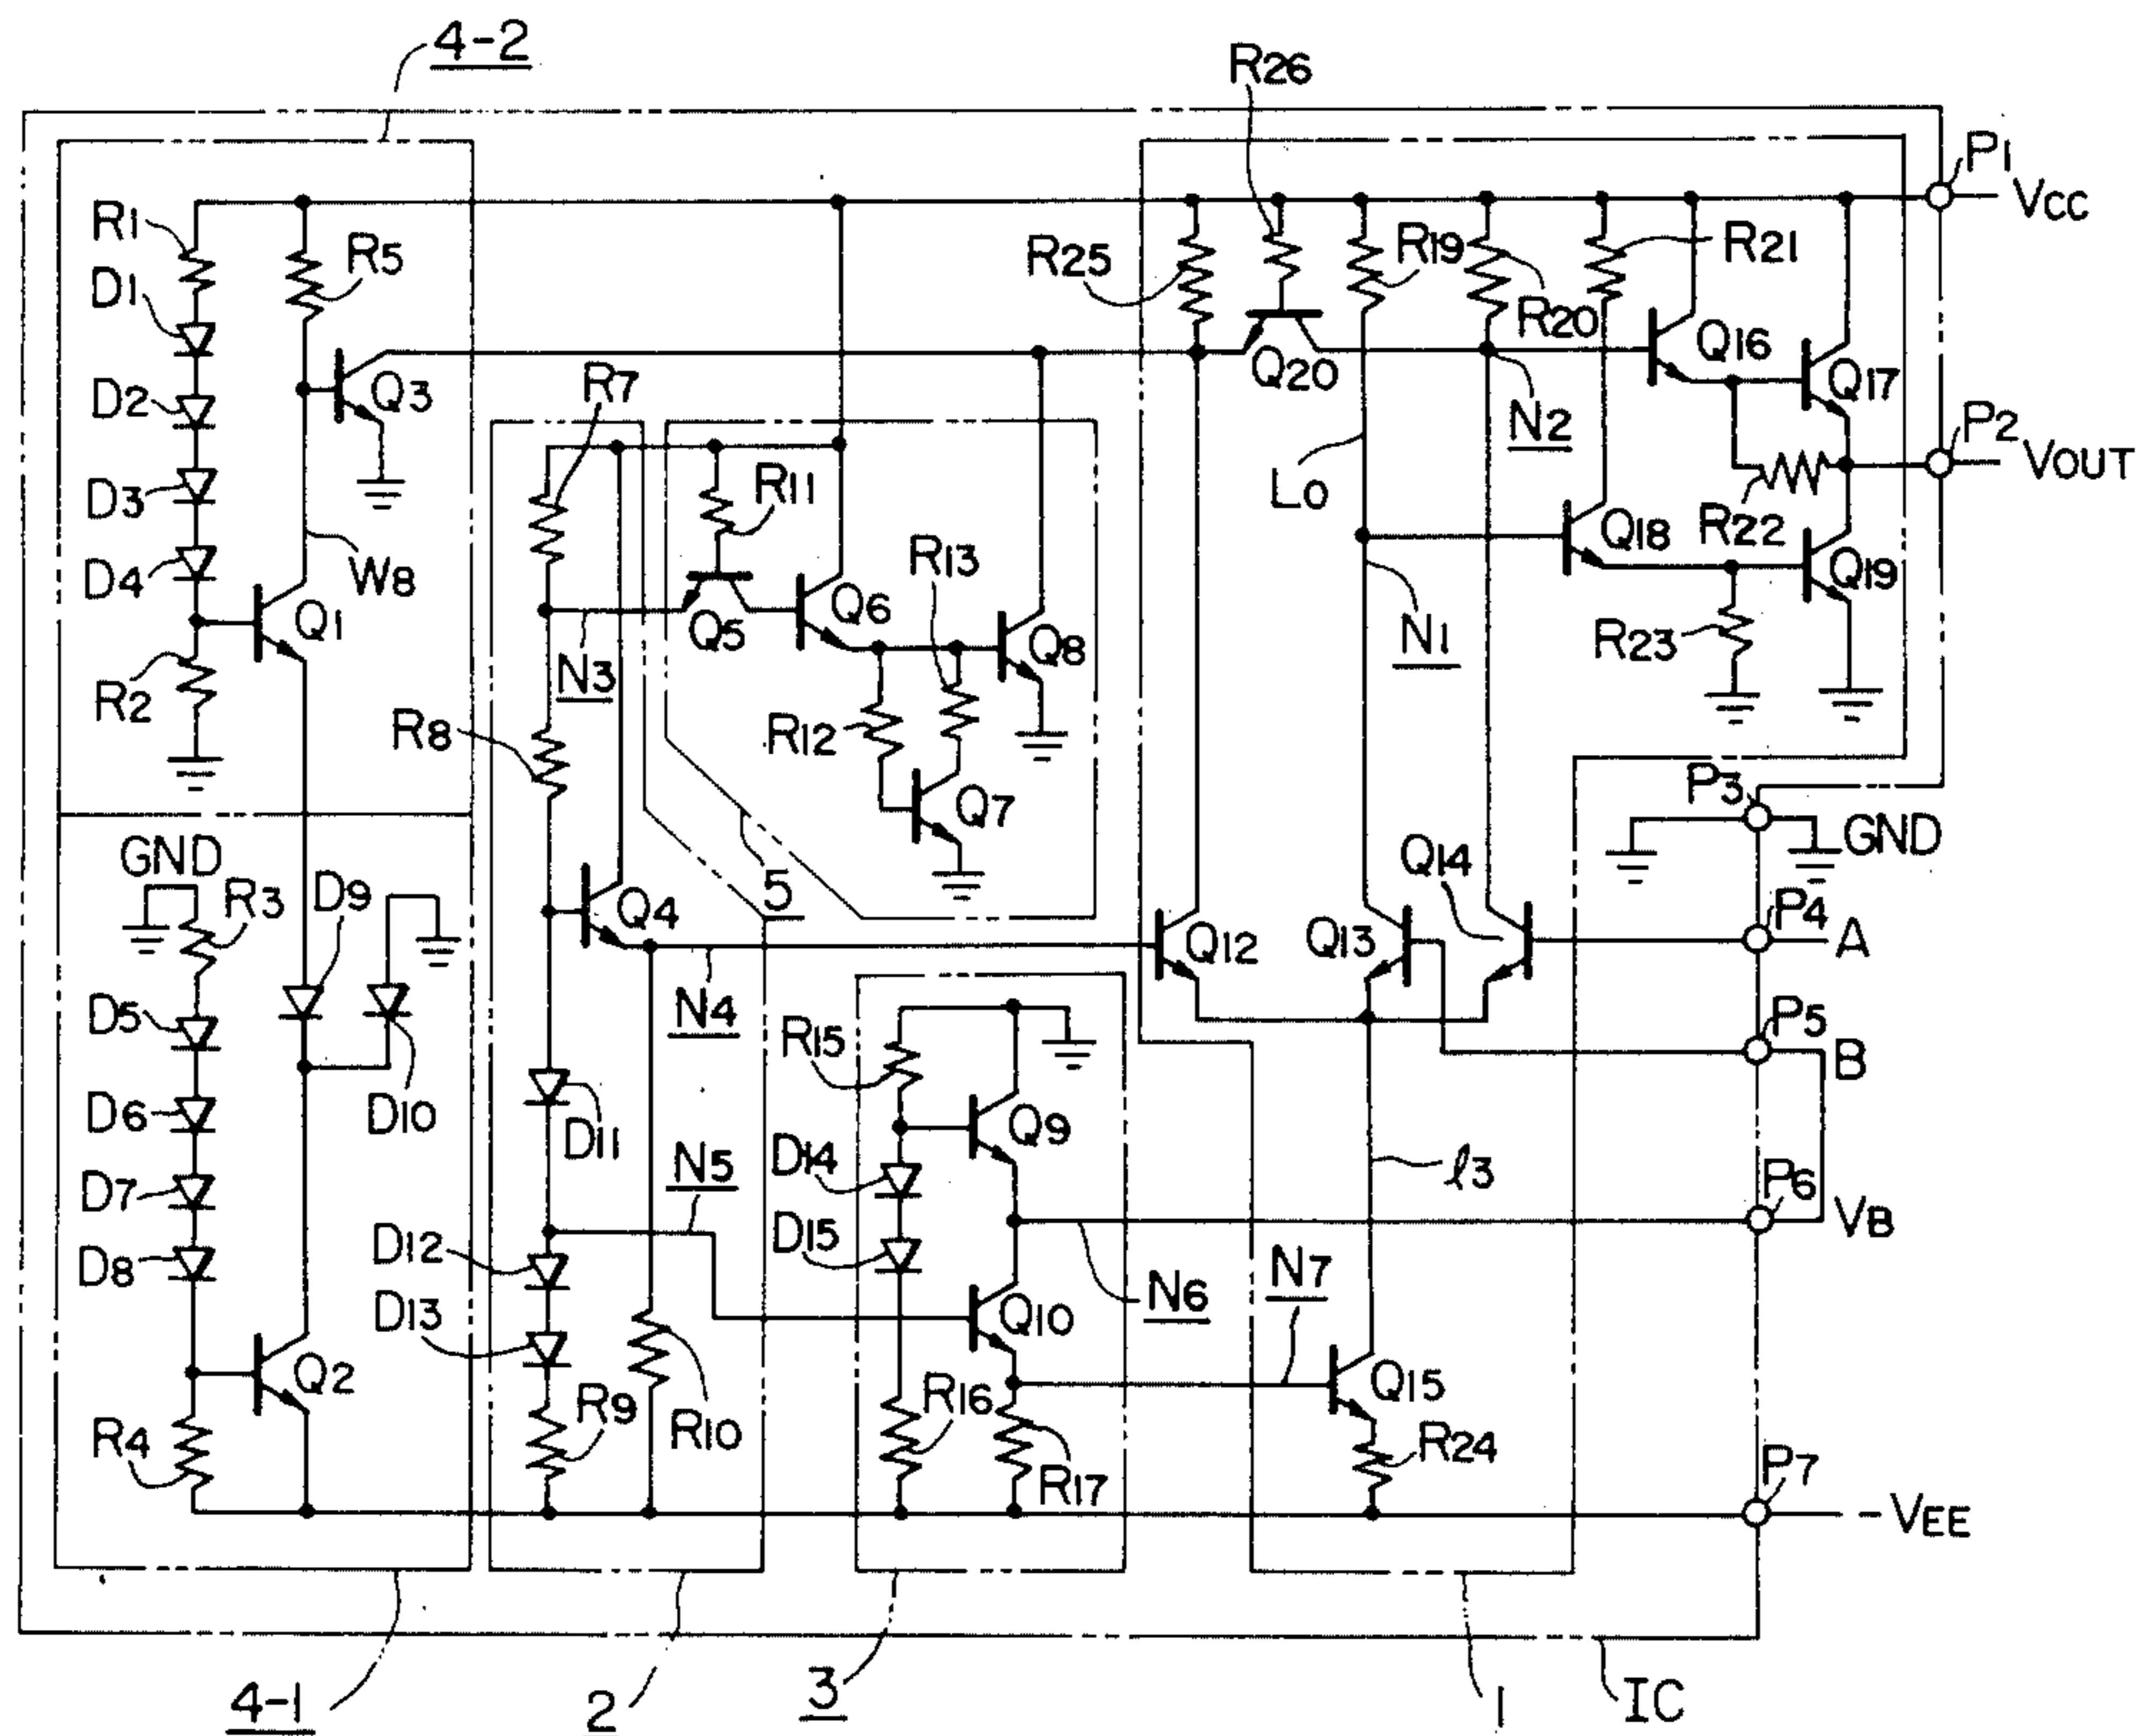 4-2
R26
P1
VCC
R1
R5
R25
R19
R21
D1
R20
Q16
Q17
D2
Q3
R7
Q20
N2
P2
VOUT
D3
R11
L0
Q18
R22
D4
W8
R13
Q19
Q1
Q5
Q6
Q8
N1
R23
R2
N3
R8
R12
P3
Q7
GND
GND
R3
D9
Q14
5
Q4
P4
A
Q12
Q13
D5
N4
P5
B
R15
D6
D10
D11
Q9
D7
N5
D14
ℓ3
P6
VB
D8
D12
D15
N6
N7
D13
Q10
Q2
Q15
R4
R9
R10
R16
R24
R17
P7
-VEE
4-1
2
3
1
IC